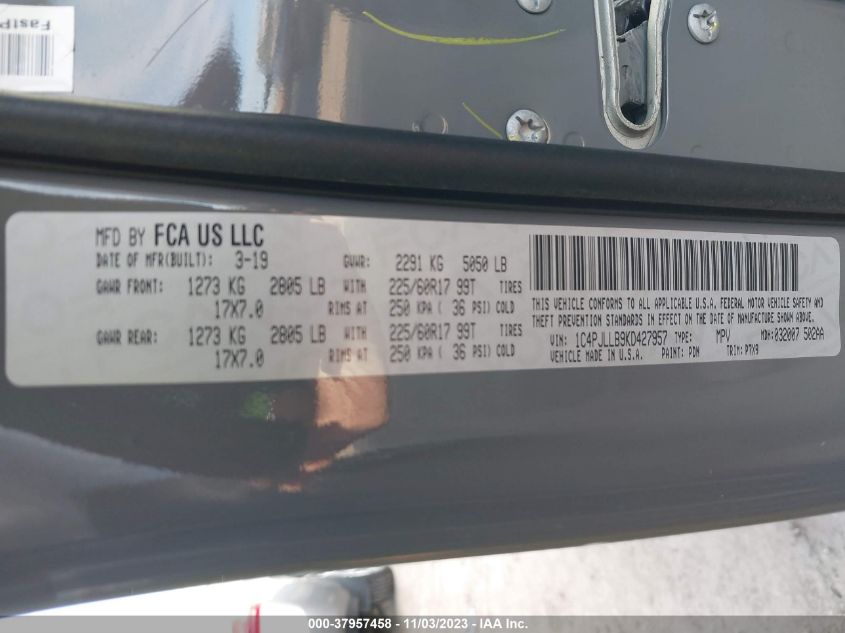 FastP
MFD BY FCA US LLC
DATE OF MFR(BUILT): 3-19 GVWR: 2291 KG 5050 LB
GAWR FRONT: 1273 KG 2805 LB WITH 225/60R17 99T TIRES
17X7.0 RIMS AT 250 KPA ( 36 PSI) COLD
GAWR REAR: 1273 KG 2805 LB WITH 225/60R17 99T TIRES
17X7.0 RIMS AT 250 KPA ( 36 PSI) COLD
THIS VEHICLE CONFORMS TO ALL APPLICABLE U.S.A. FEDERAL MOTOR VEHICLE SAFETY AND
THEFT PREVENTION STANDARDS IN EFFECT ON THE DATE OF MANUFACTURE SHOWN ABOVE.
VIN: 1C4PJLLB9KD427957 TYPE: MPV MDH:032007 502AA
VEHICLE MADE IN U.S.A. PAINT: PDN TRIM: P7X9
000-37957458 - 11/03/2023 - IAA Inc.